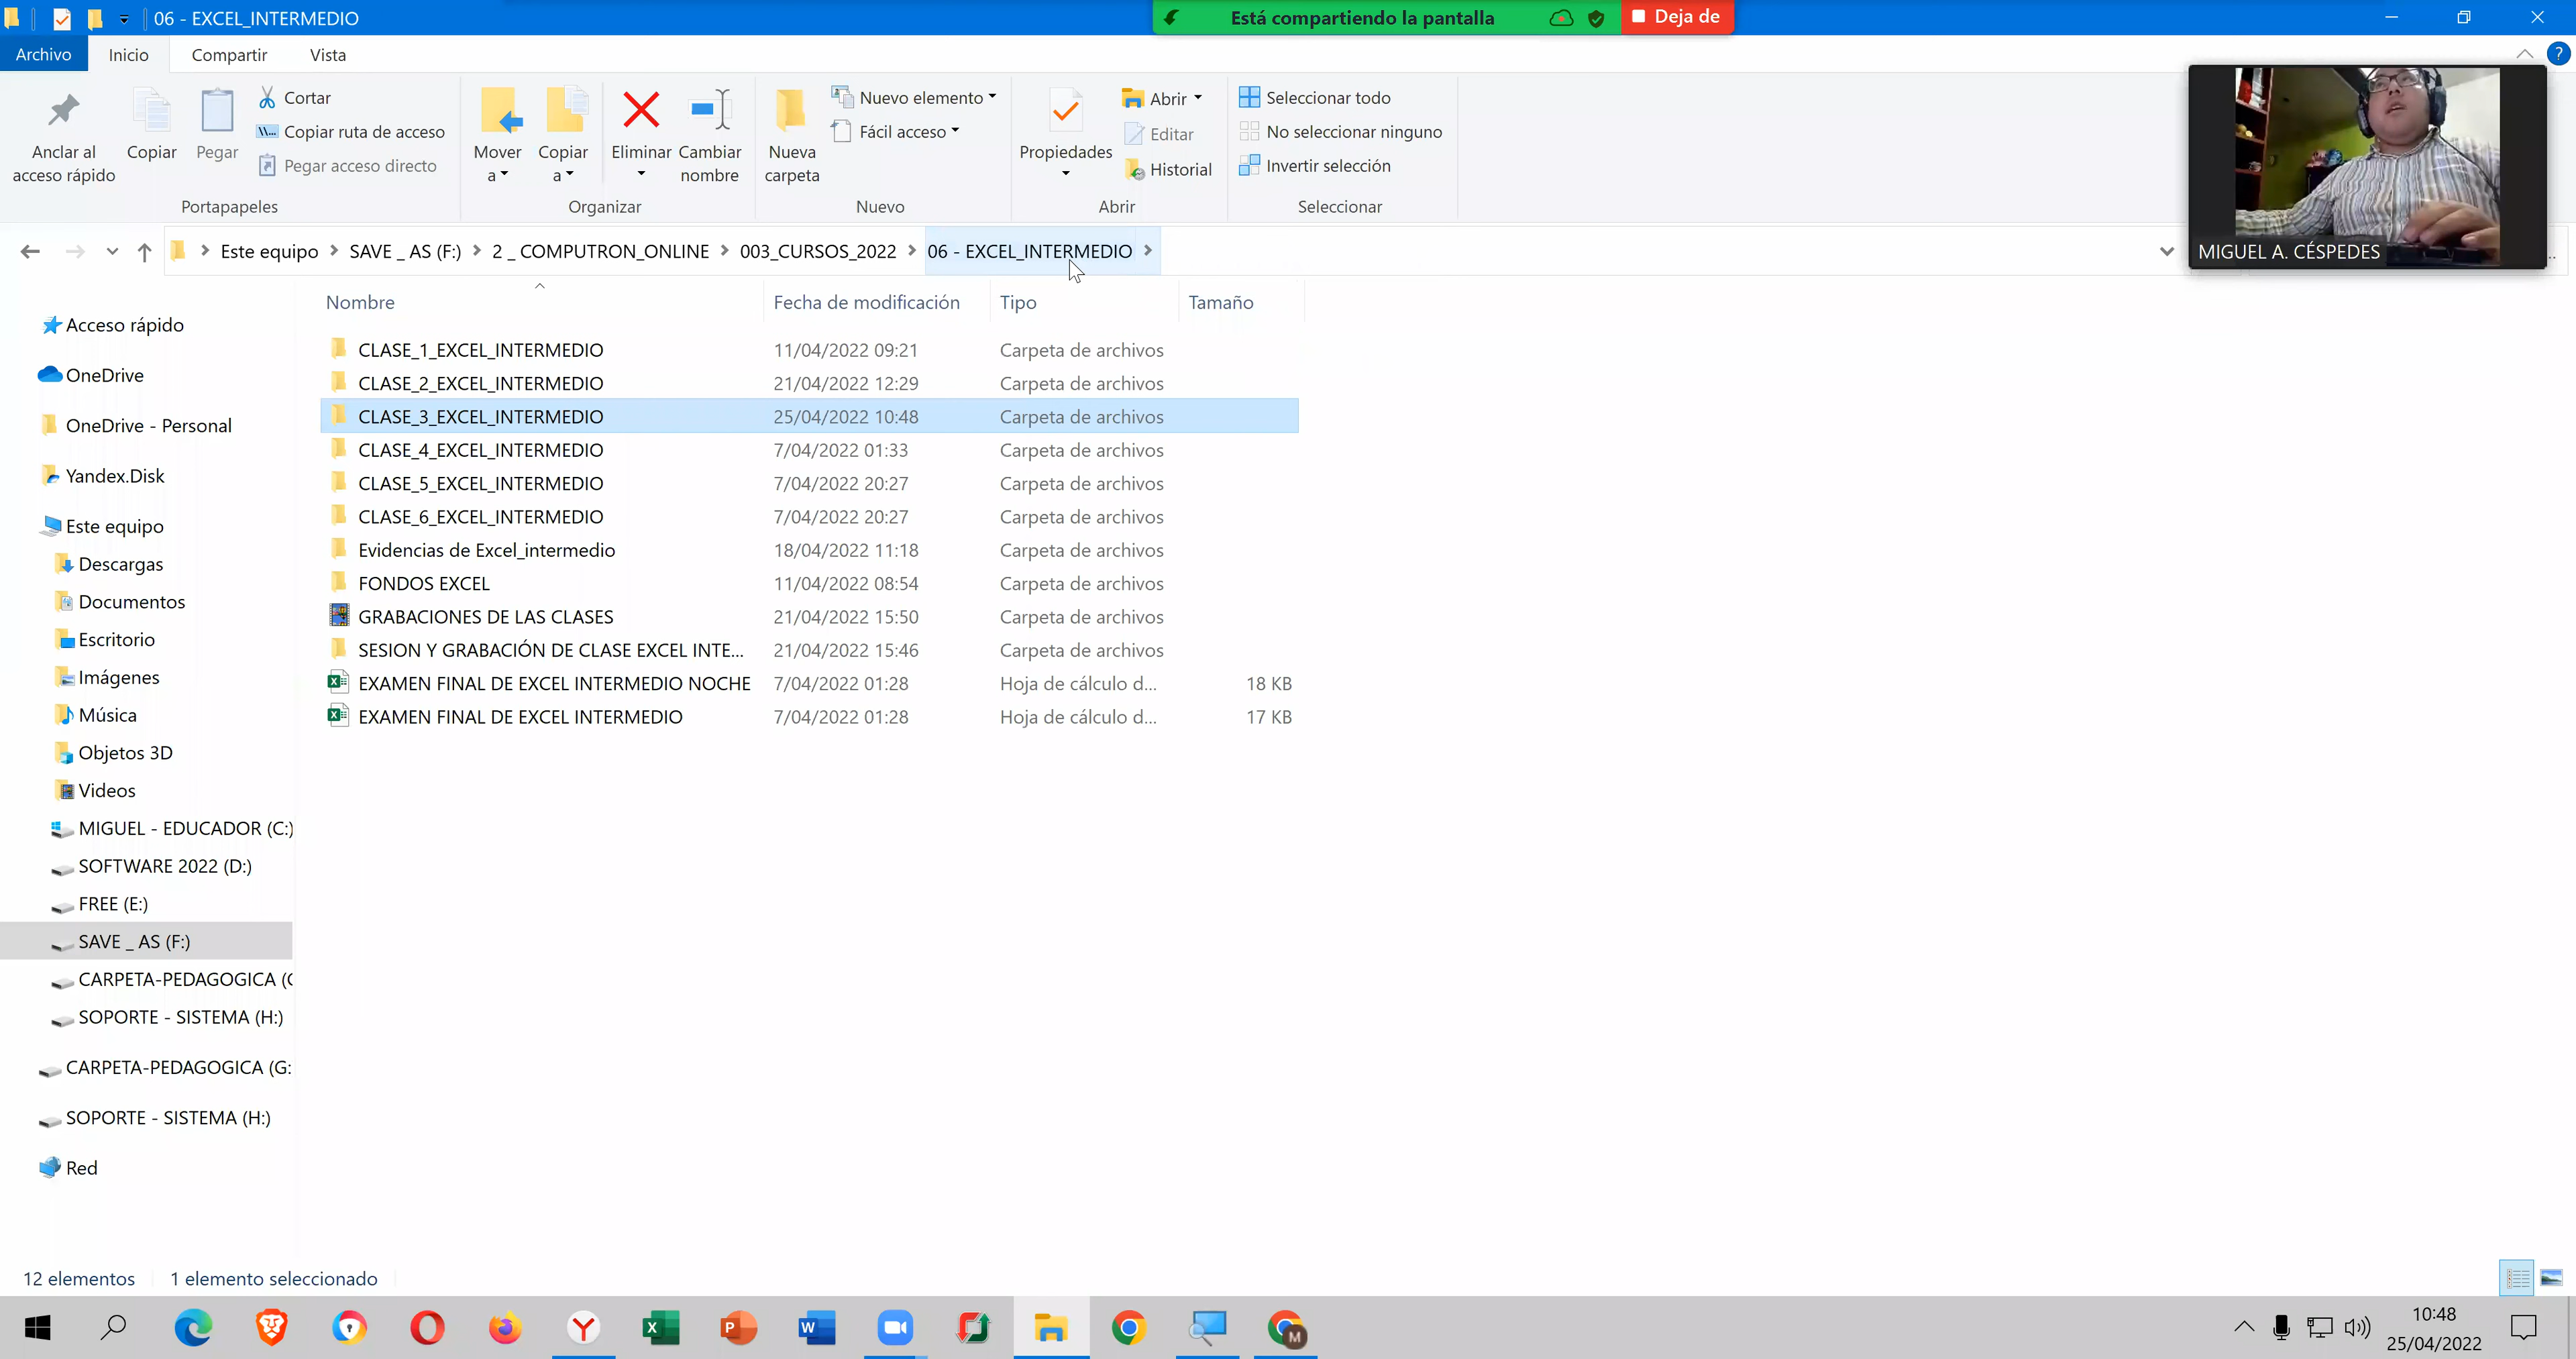 06 - EXCEL_INTERMEDIO
Está compartiendo la pantalla
Deja de
Archivo
Inicio
Compartir
Vista
Anclar al
acceso rápido
Copiar
Pegar
Cortar
Copiar ruta de acceso
Pegar acceso directo
Portapapeles
Mover
a
Copiar
a
Eliminar
Cambiar
nombre
Organizar
Nueva
carpeta
Nuevo elemento
Fácil acceso
Nuevo
Propiedades
Abrir
Editar
Historial
Abrir
Seleccionar todo
No seleccionar ninguno
Invertir selección
Seleccionar
MIGUEL A. CÉSPEDES
Este equipo > SAVE _ AS (F:) > 2 _ COMPUTRON_ONLINE > 003_CURSOS_2022 > 06 - EXCEL_INTERMEDIO >
Acceso rápido
OneDrive
OneDrive - Personal
Yandex.Disk
Este equipo
Descargas
Documentos
Escritorio
Imágenes
Música
Objetos 3D
Videos
MIGUEL - EDUCADOR (C:)
SOFTWARE 2022 (D:)
FREE (E:)
SAVE _ AS (F:)
CARPETA-PEDAGOGICA (G
SOPORTE - SISTEMA (H:)
CARPETA-PEDAGOGICA (G:
SOPORTE - SISTEMA (H:)
Red
Nombre Fecha de modificación Tipo Tamaño
CLASE_1_EXCEL_INTERMEDIO 11/04/2022 09:21 Carpeta de archivos
CLASE_2_EXCEL_INTERMEDIO 21/04/2022 12:29 Carpeta de archivos
CLASE_3_EXCEL_INTERMEDIO 25/04/2022 10:48 Carpeta de archivos
CLASE_4_EXCEL_INTERMEDIO 7/04/2022 01:33 Carpeta de archivos
CLASE_5_EXCEL_INTERMEDIO 7/04/2022 20:27 Carpeta de archivos
CLASE_6_EXCEL_INTERMEDIO 7/04/2022 20:27 Carpeta de archivos
Evidencias de Excel_intermedio 18/04/2022 11:18 Carpeta de archivos
FONDOS EXCEL 11/04/2022 08:54 Carpeta de archivos
GRABACIONES DE LAS CLASES 21/04/2022 15:50 Carpeta de archivos
SESION Y GRABACIÓN DE CLASE EXCEL INTE... 21/04/2022 15:46 Carpeta de archivos
EXAMEN FINAL DE EXCEL INTERMEDIO NOCHE 7/04/2022 01:28 Hoja de cálculo d... 18 KB
EXAMEN FINAL DE EXCEL INTERMEDIO 7/04/2022 01:28 Hoja de cálculo d... 17 KB
12 elementos 1 elemento seleccionado
10:48
25/04/2022